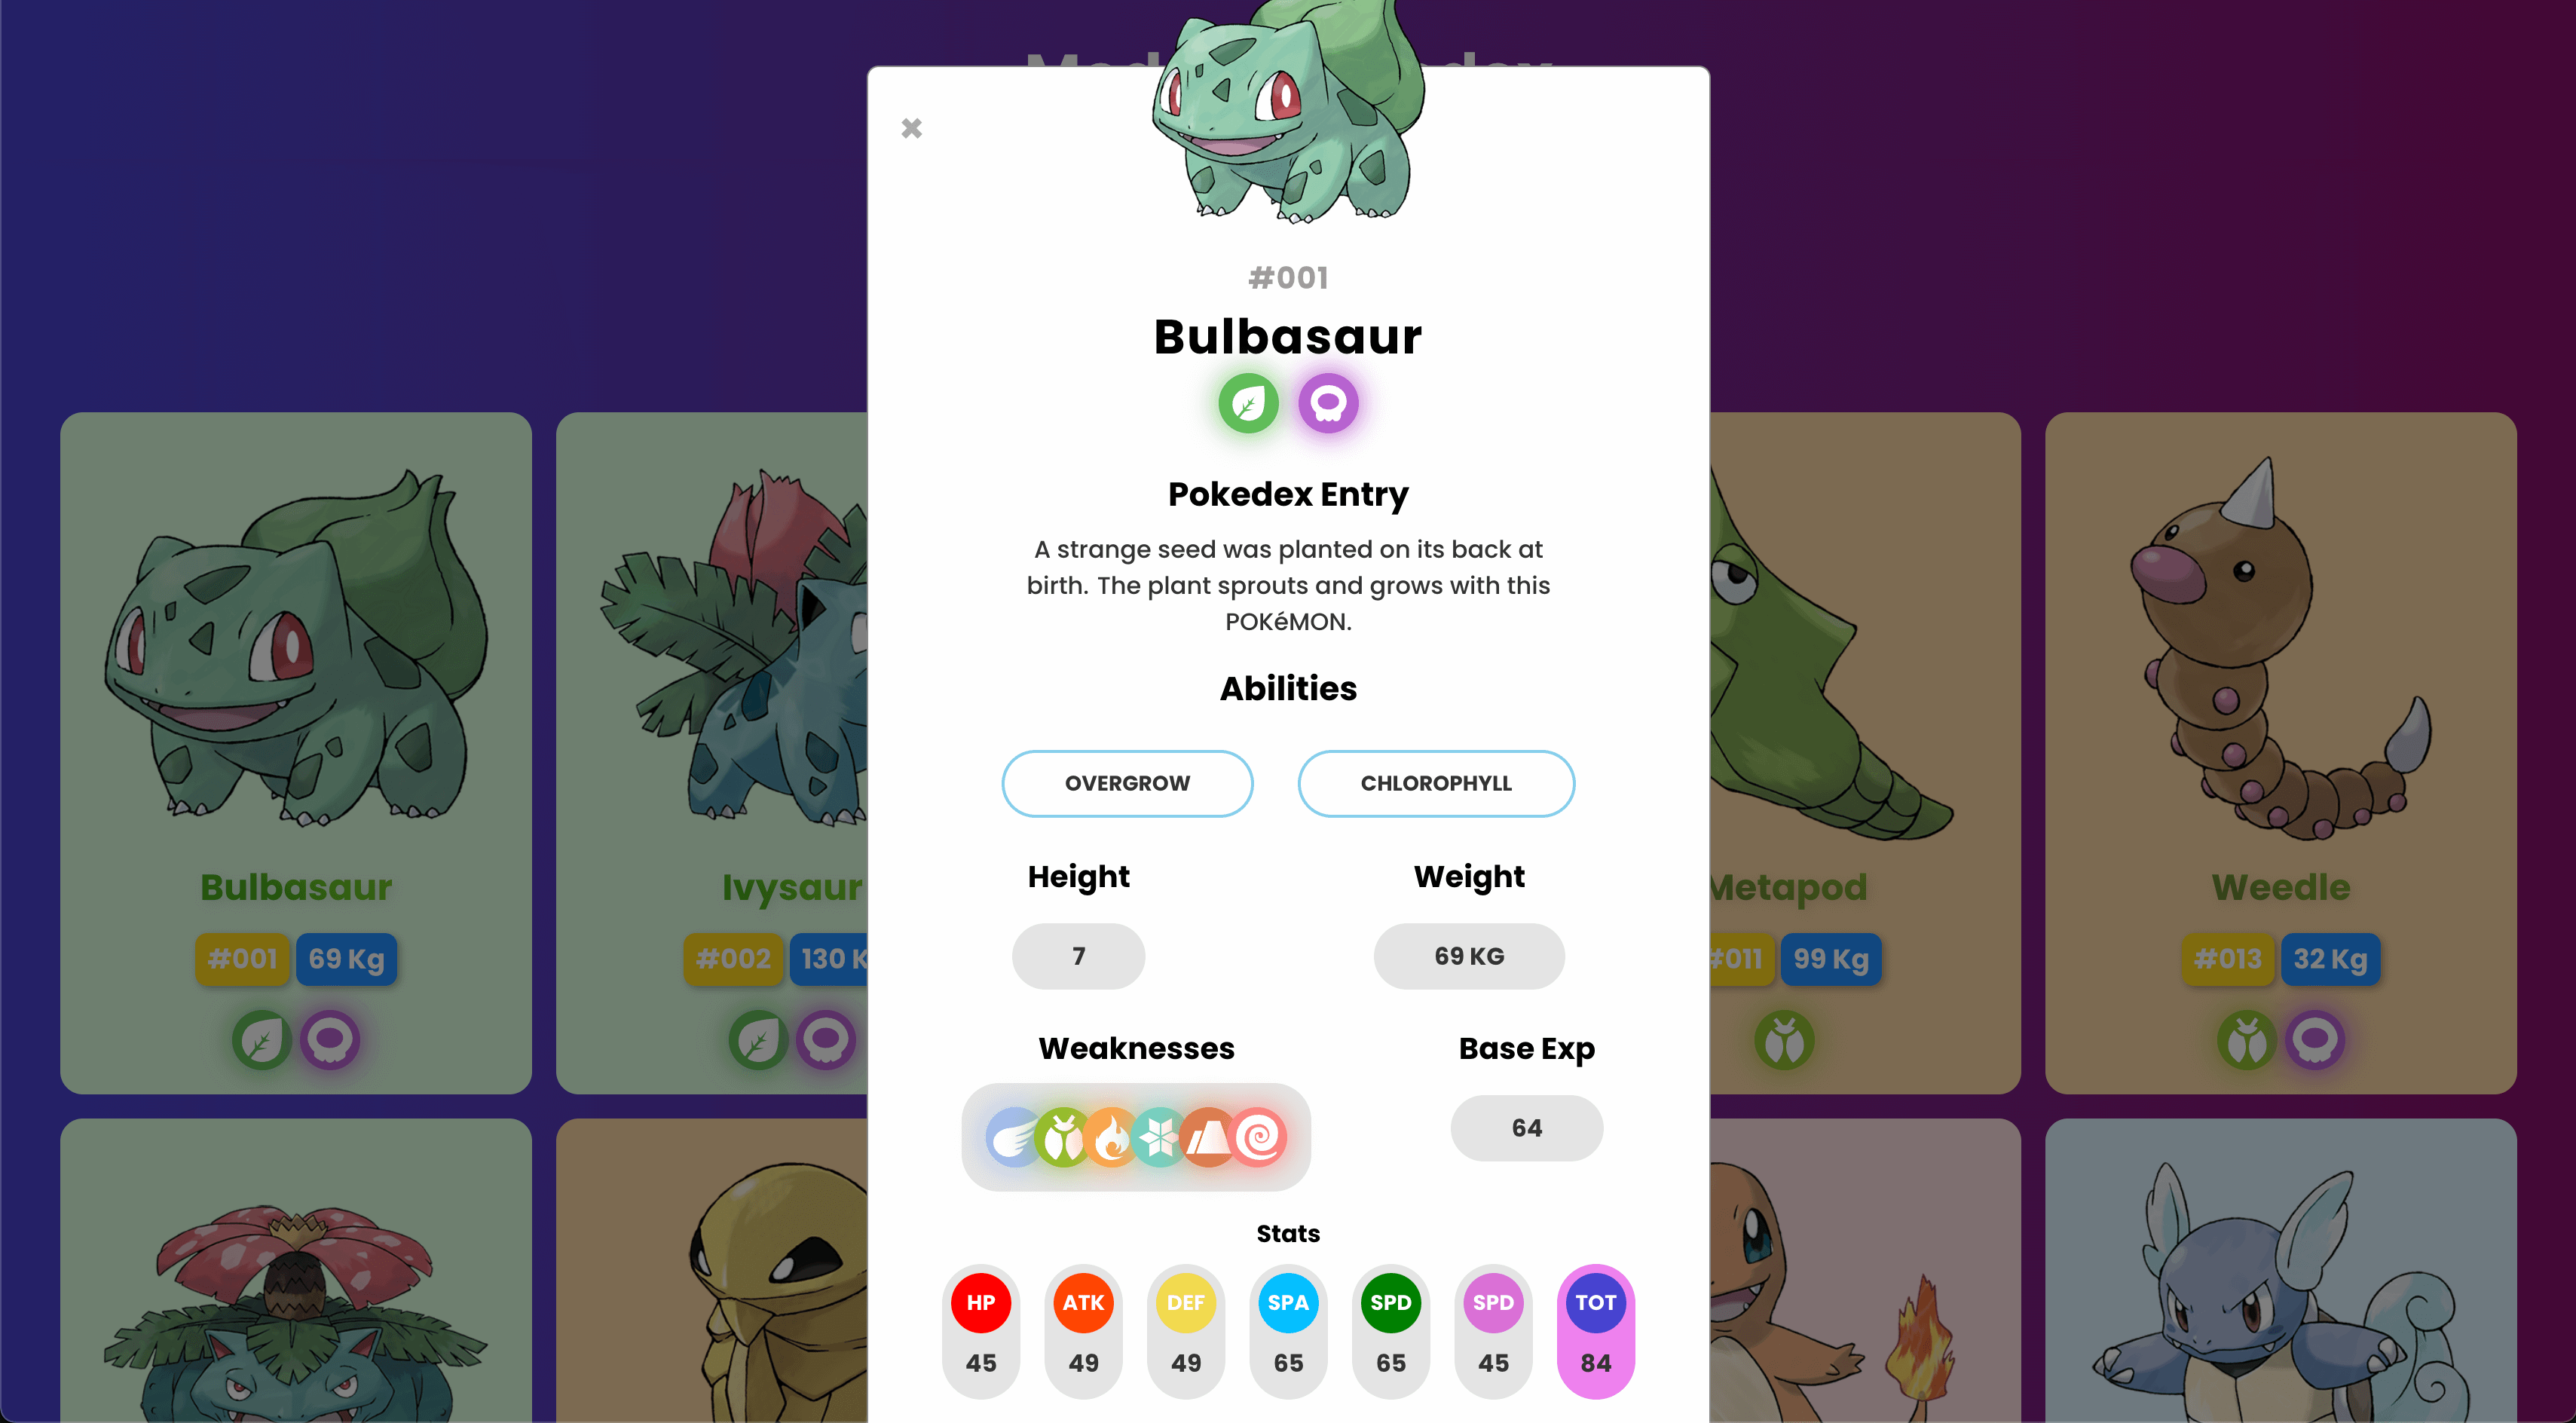 #001
Bulbasaur
Pokedex Entry
A strange seed was planted on its back at
birth. The plant sprouts and grows with this
POKéMON.
Abilities
OVERGROW CHLOROPHYLL
Height Weight
7 69 KG
Weaknesses Base Exp
64
Stats
HP ATK DEF SPA SPD SPD TOT
45 49 49 65 65 45 84
Bulbasaur
#001 69 Kg
Ivysaur
#002 130 K
Metapod
#011 99 Kg
Weedle
#013 32 Kg